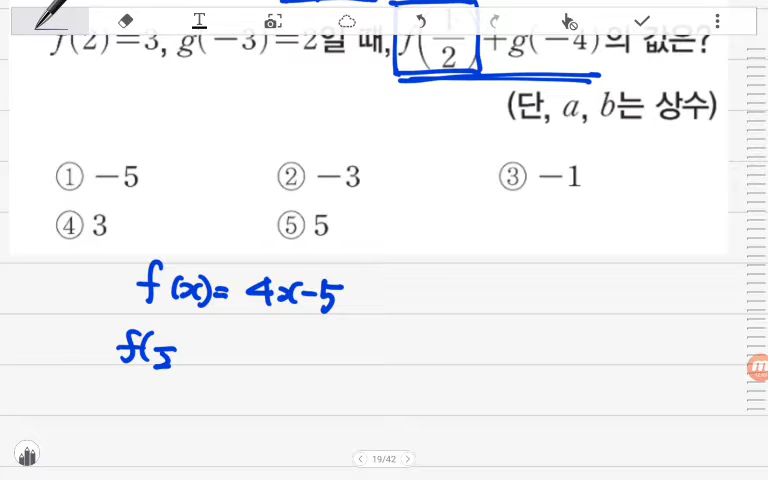 f(2)=3, g(-3)=2일 때, f(1/2)+g(-4)의 값은?
(단, a, b는 상수)
① -5 ② -3 ③ -1
④ 3 ⑤ 5
f(x)= 4x-5
f(
19/42